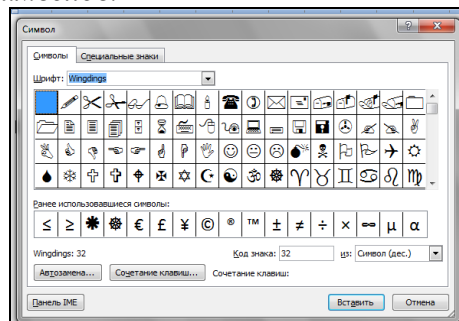 Символ
Символы Специальные знаки
Шрифт: Wingdings
Ранее использовавшиеся символы:
≤ ≥ * ☸ € £ ¥ © ® ™ ± ≠ ÷ × ∞ µ α
Wingdings: 32 Код знака: 32 из: Символ (дес.)
Автозамена... Сочетание клавиш... Сочетание клавиш:
Панель IME Вставить Отмена